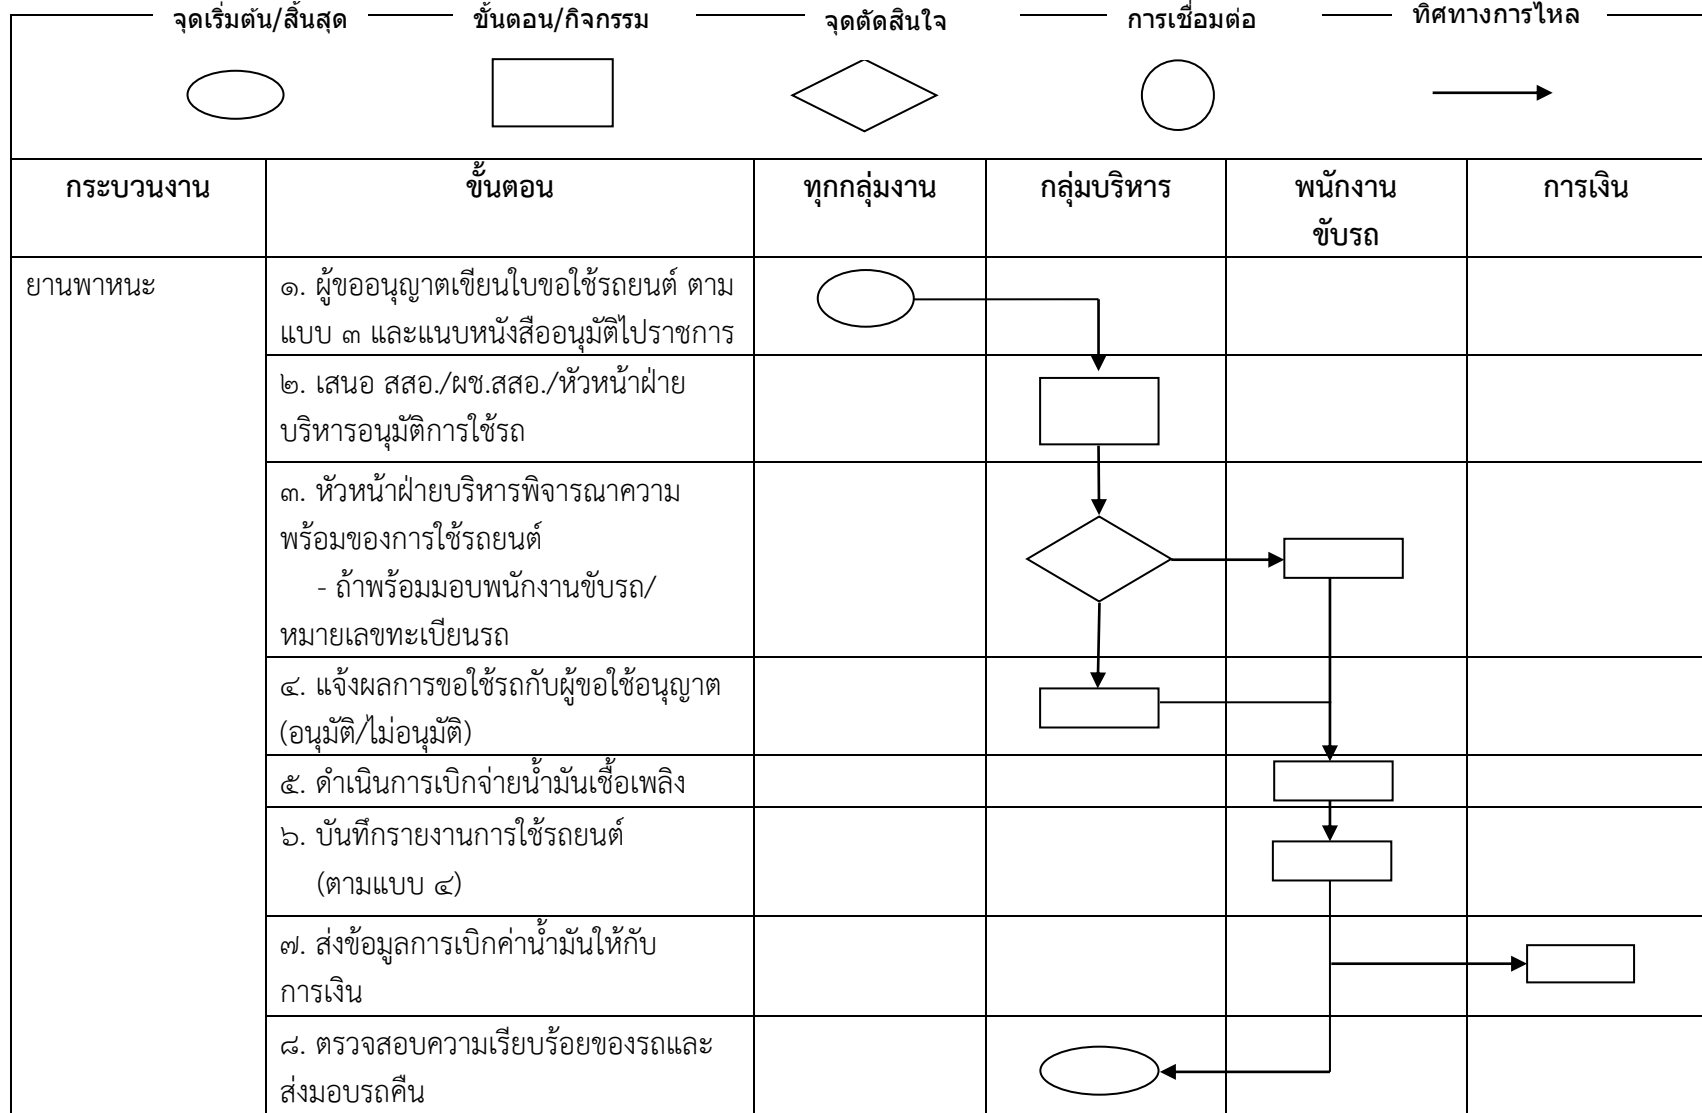 จุดเริ่มต้น/สิ้นสุด ขั้นตอน/กิจกรรม จุดตัดสินใจ การเชื่อมต่อ ทิศทางการไหล
กระบวนงาน ขั้นตอน ทุกกลุ่มงาน กลุ่มบริหาร พนักงาน การเงิน
ขับรถ
ยานพาหนะ ๑. ผู้ขออนุญาตเขียนใบขอใช้รถยนต์ ตาม
แบบ ๓ และแนบหนังสืออนุมัติไปราชการ
๒. เสนอ สสอ./ผช.สสอ./หัวหน้าฝ่าย
บริหารอนุมัติการใช้รถ
๓. หัวหน้าฝ่ายบริหารพิจารณาความ
พร้อมของการใช้รถยนต์
- ถ้าพร้อมมอบพนักงานขับรถ/
หมายเลขทะเบียนรถ
๔. แจ้งผลการขอใช้รถกับผู้ขอใช้อนุญาต
(อนุมัติ/ไม่อนุมัติ)
๕. ดำเนินการเบิกจ่ายน้ำมันเชื้อเพลิง
๖. บันทึกรายงานการใช้รถยนต์
(ตามแบบ ๔)
๗. ส่งข้อมูลการเบิกค่าน้ำมันให้กับ
การเงิน
๘. ตรวจสอบความเรียบร้อยของรถและ
ส่งมอบรถคืน